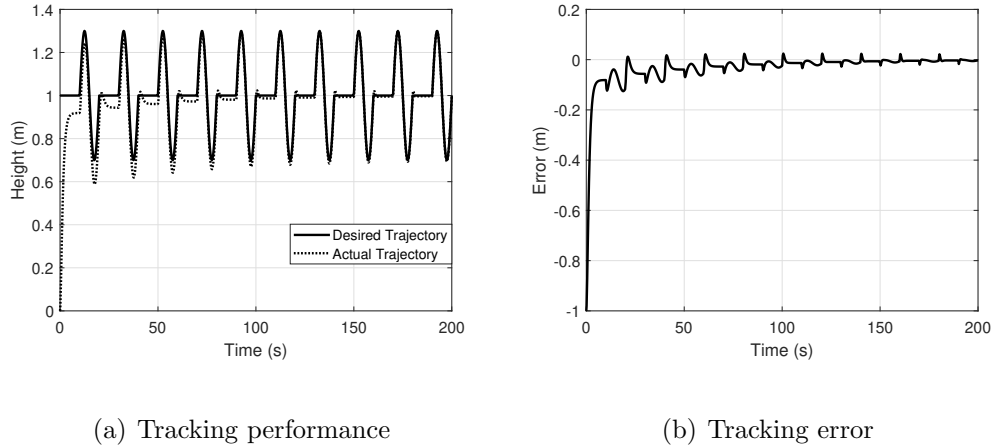 1.4
1.2
1
0.8
0.6
0.4
0.2
0
Height (m)
0 50 100 150 200
Time (s)
Desired Trajectory
Actual Trajectory
(a) Tracking performance
0.2
0
-0.2
-0.4
-0.6
-0.8
-1
Error (m)
0 50 100 150 200
Time (s)
(b) Tracking error